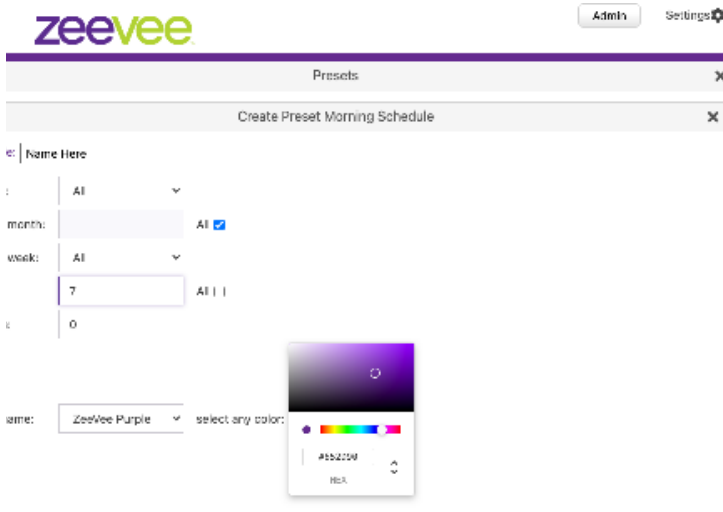 zeevee
Admin
Settings
Presets
Create Preset Morning Schedule
e: Name Here
: All
month: All
week: All
7 All
: 0
ame: ZeeVee Purple select any color:
HEX